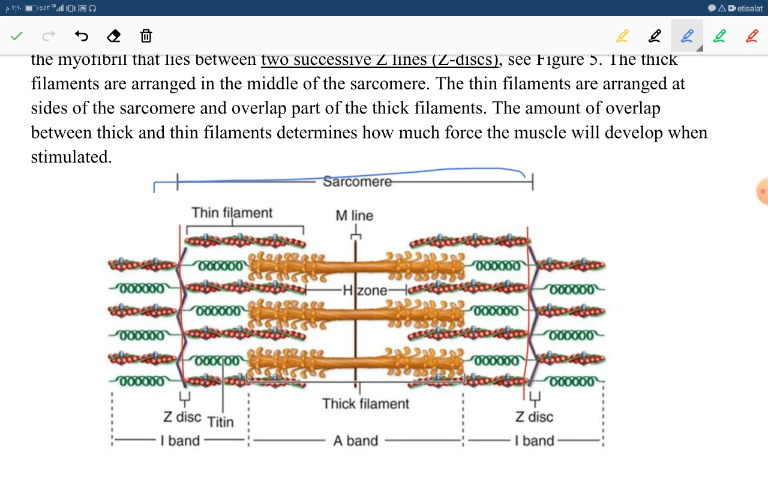 etisalat
the myofibril that lies between two successive Z lines (Z-discs), see Figure 5. The thick
filaments are arranged in the middle of the sarcomere. The thin filaments are arranged at
sides of the sarcomere and overlap part of the thick filaments. The amount of overlap
between thick and thin filaments determines how much force the muscle will develop when
stimulated.
Sarcomere
Thin filament
M line
H zone
Thick filament
Z disc
Titin
Z disc
I band
A band
I band